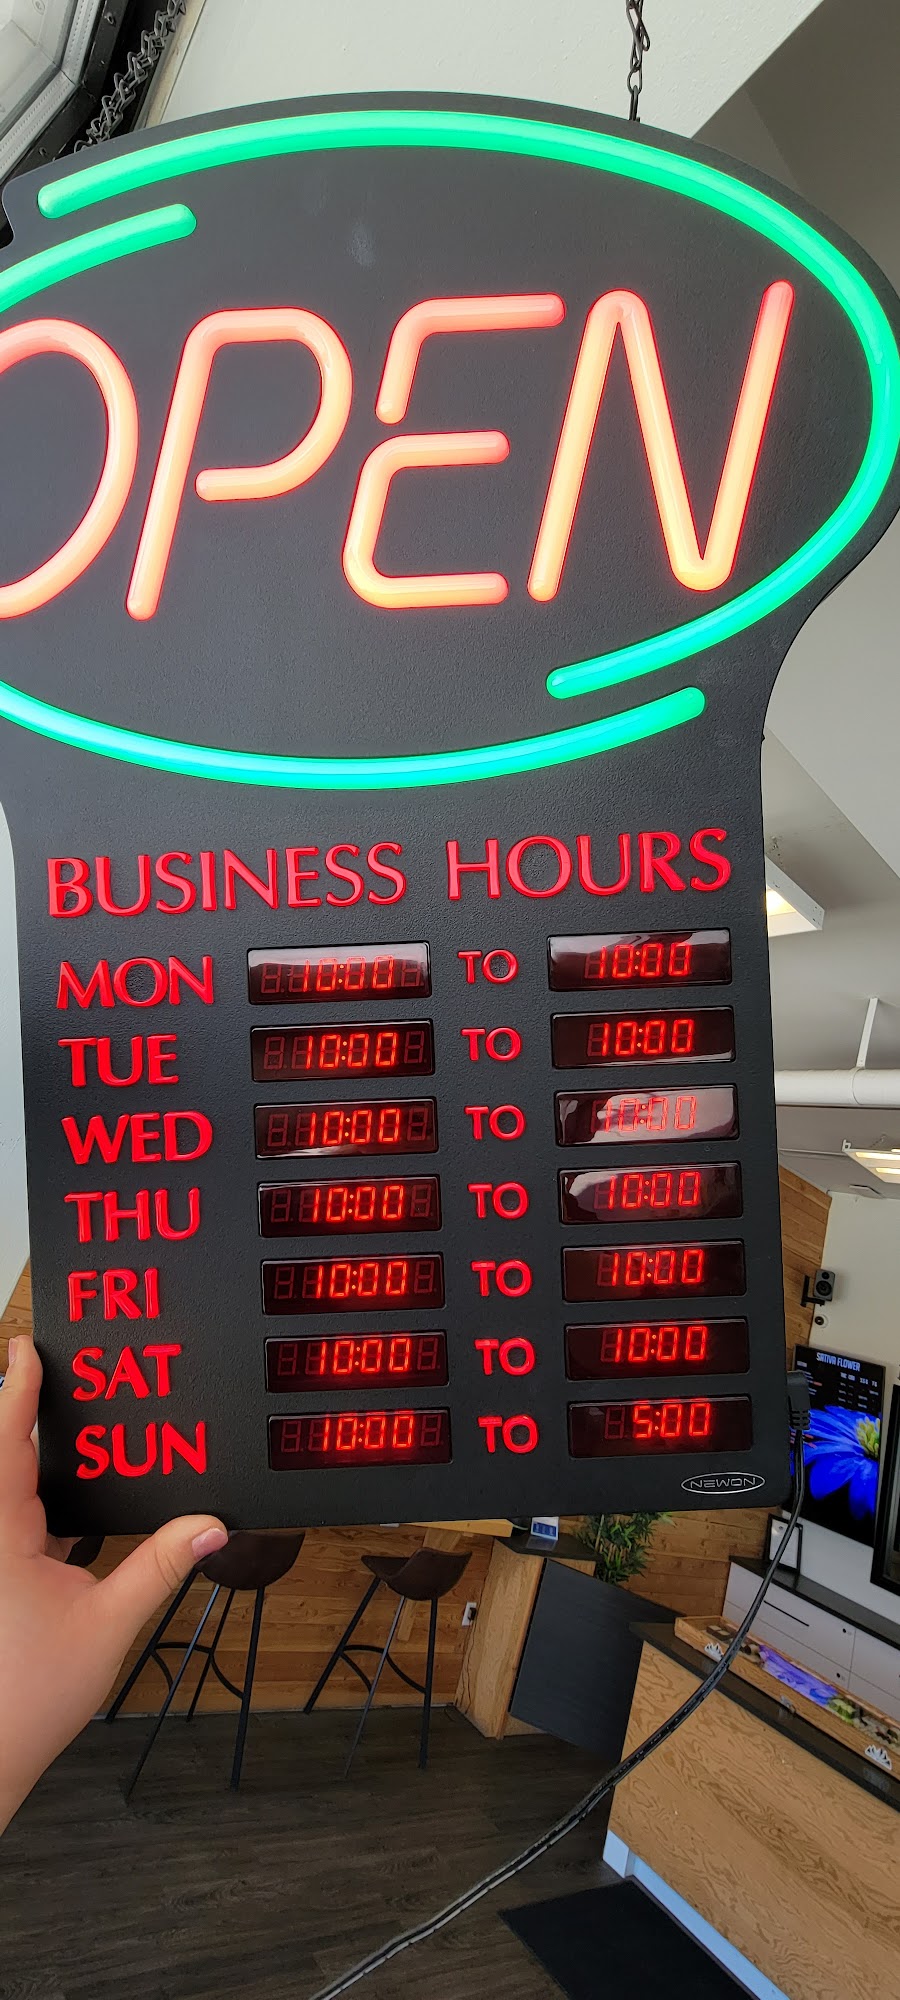 OPEN
BUSINESS HOURS
MON 10:00 TO 10:00
TUE 10:00 TO 10:00
WED 10:00 TO 10:00
THU 10:00 TO 10:00
FRI 10:00 TO 10:00
SAT 10:00 TO 10:00
SUN 10:00 TO 5:00
NEWON
SATIVA FLOWER